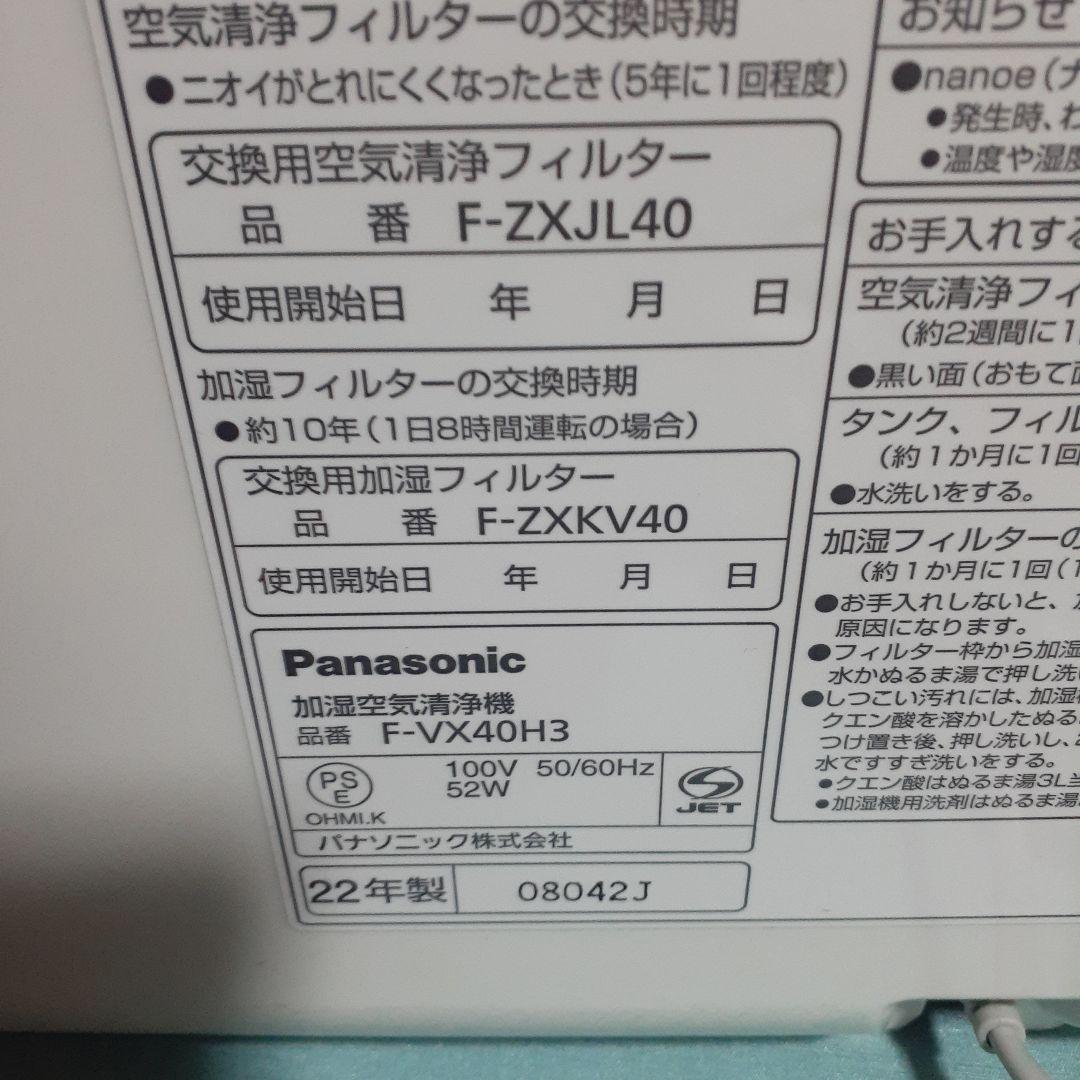 空気清浄フィルターの交換時期
●ニオイがとれにくくなったとき(5年に1回程度)
交換用空気清浄フィルター
品 番 F-ZXJL40
使用開始日 年 月 日
加湿フィルターの交換時期
●約10年(1日8時間運転の場合)
交換用加湿フィルター
品 番 F-ZXKV40
使用開始日 年 月 日
Panasonic
加湿空気清浄機
品番 F-VX40H3
PSE
OHMI.K
100V 50/60Hz
52W
JET
パナソニック株式会社
22年製 08042J
お知らせ
●nanoe(ナ
●発生時、わ
●温度や湿度
お手入れする
空気清浄フィ
(約2週間に1
●黒い面(おもて面
タンク、フィル
(約1か月に1回
●水洗いをする。
加湿フィルターの
(約1か月に1回(1
●お手入れしないと、
原因になります。
●フィルター枠から加湿
水かぬるま湯で押し洗い
●しつこい汚れには、加湿
クエン酸を溶かしたぬる
つけ置き後、押し洗いし、
水ですすぎ洗いをする。
●クエン酸はぬるま湯3L当
●加湿機用洗剤はぬるま湯